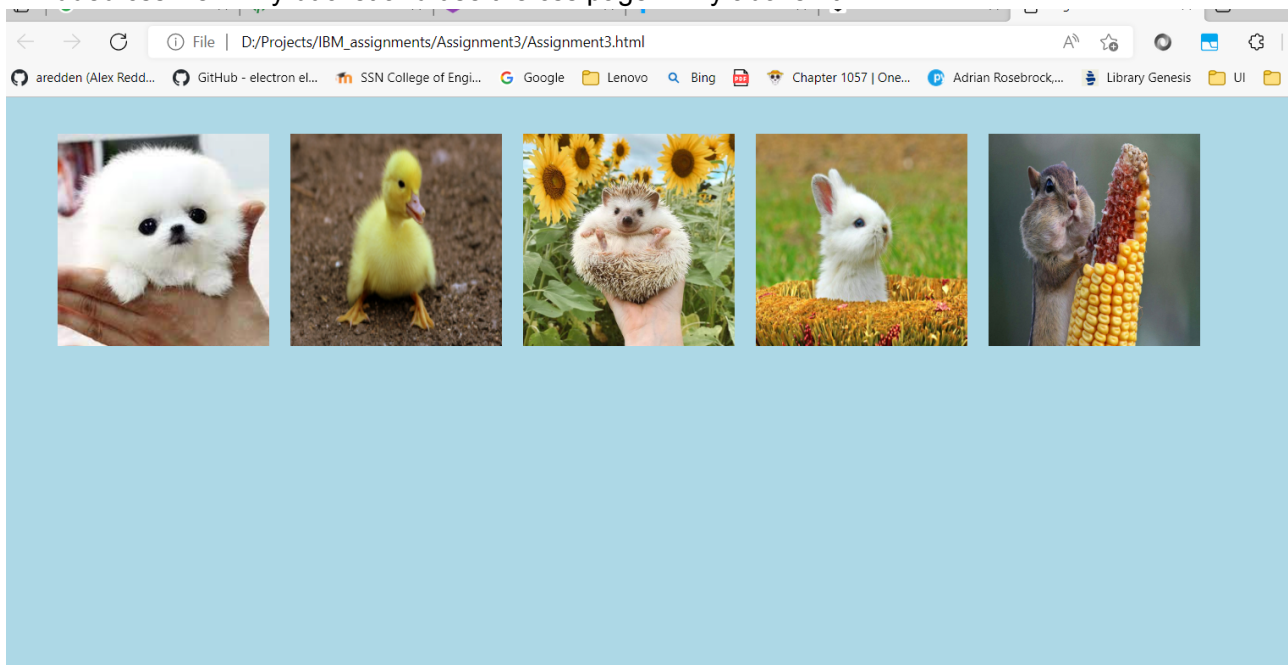 File | D:/Projects/IBM_assignments/Assignment3/Assignment3.html
aredden (Alex Redd... GitHub - electron el... SSN College of Engi... Google Lenovo Bing PDF Chapter 1057 | One... Adrian Rosebrock,... Library Genesis UI